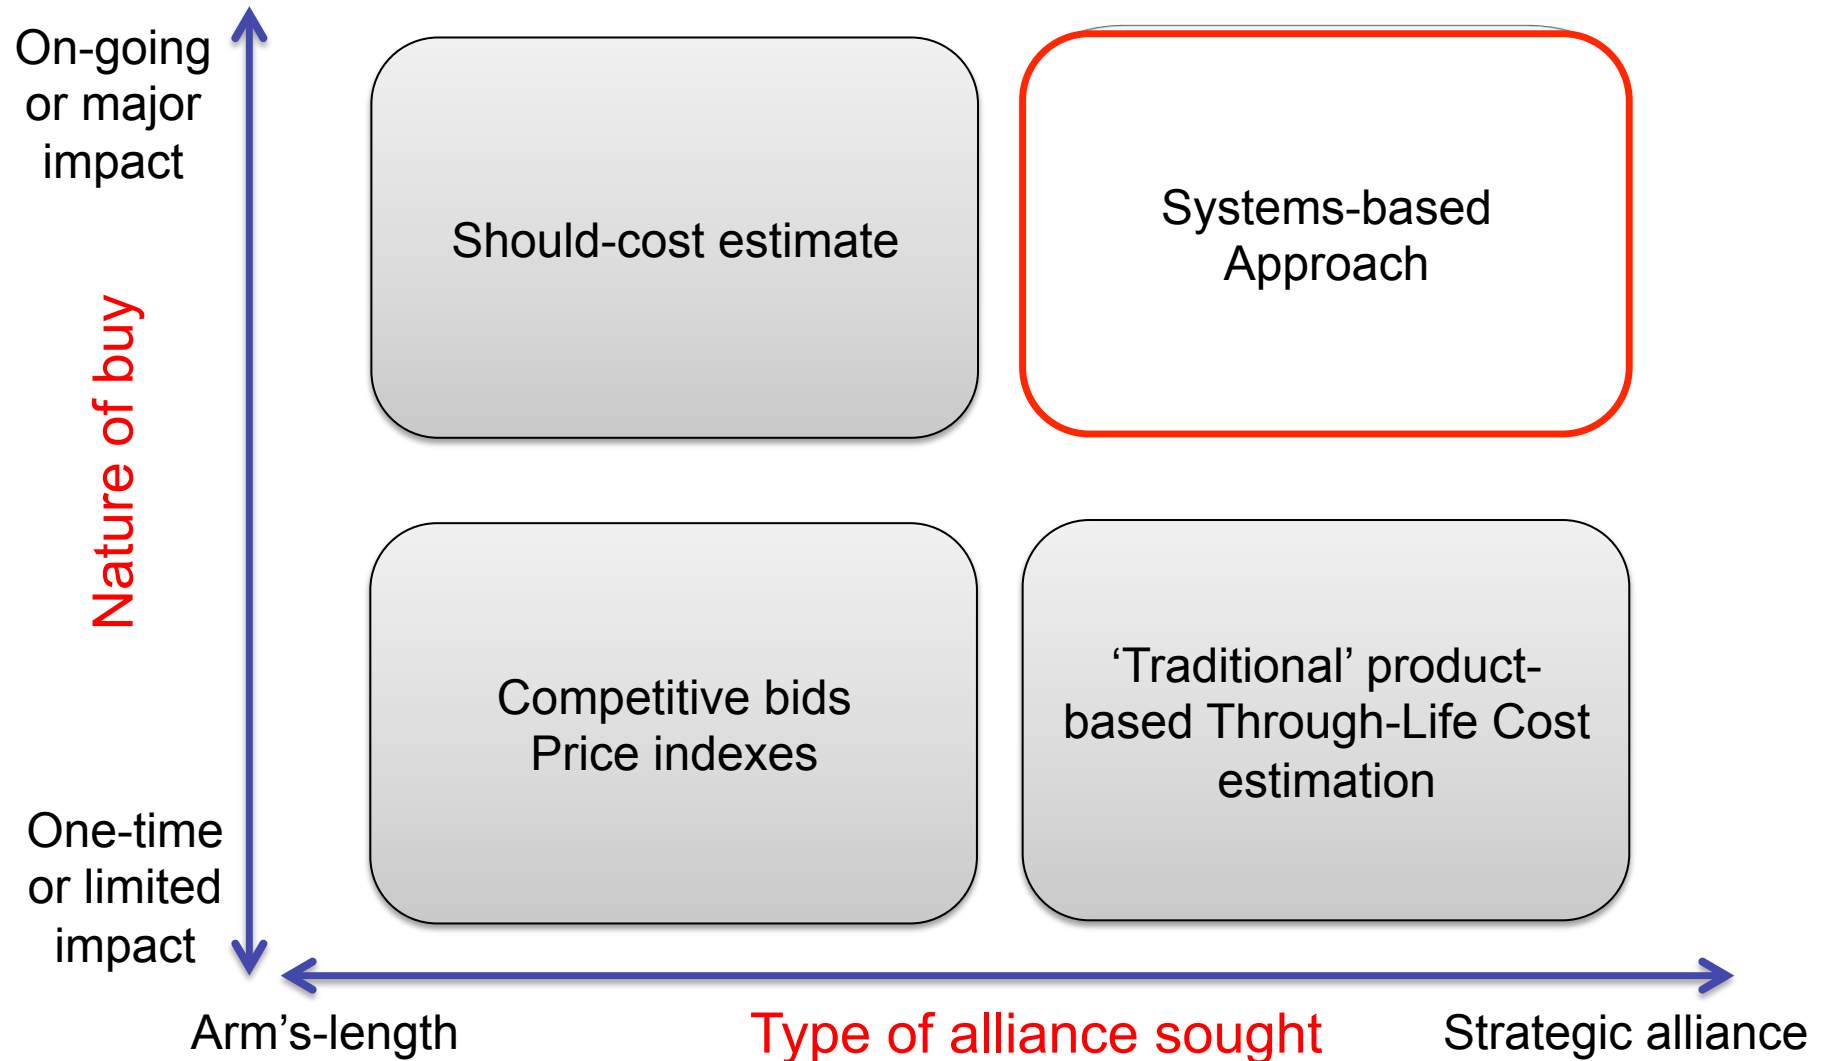 On-going
or major
impact
Should-cost estimate
Systems-based
Approach
Nature of buy
Competitive bids
Price indexes
‘Traditional’ product-
based Through-Life Cost
estimation
One-time
or limited
impact
Arm’s-length
Type of alliance sought
Strategic alliance